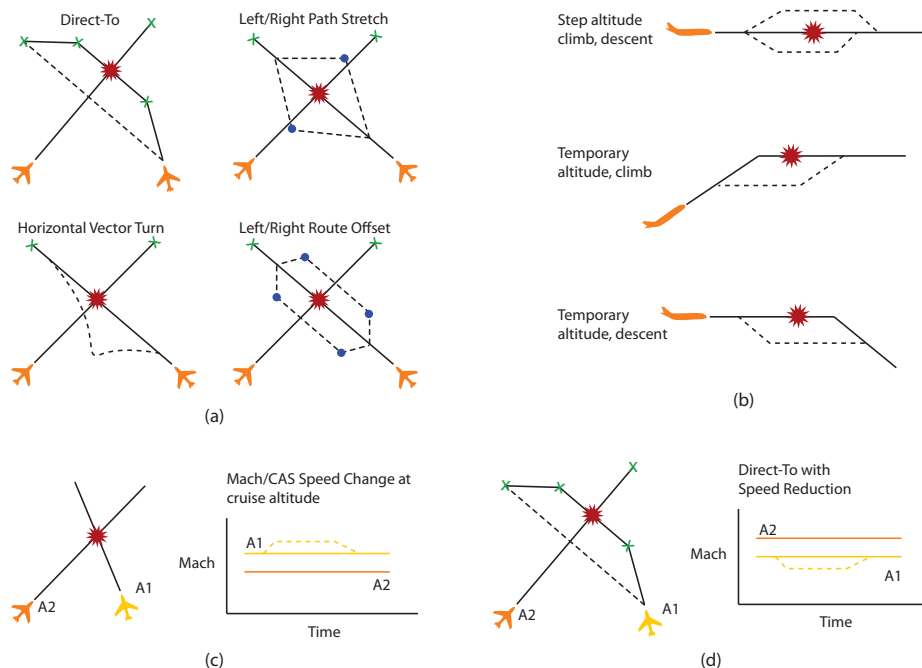 Direct-To
Left/Right Path Stretch
Horizontal Vector Turn
Left/Right Route Offset
(a)
Step altitude
climb, descent
Temporary
altitude, climb
Temporary
altitude, descent
(b)
A2
A1
Mach/CAS Speed Change at
cruise altitude
Mach
A1
A2
Time
(c)
A2
A1
Direct-To with
Speed Reduction
Mach
A2
A1
Time
(d)